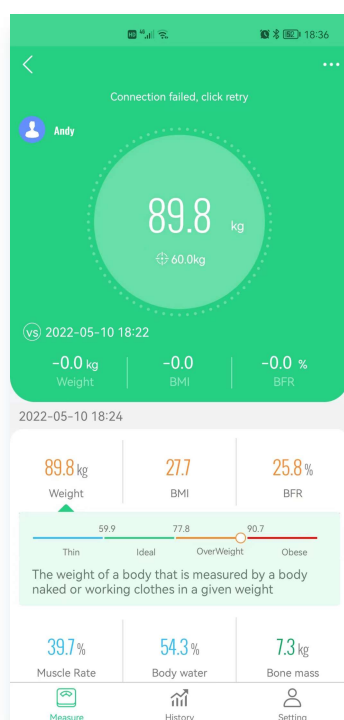 HD 4G 60 18:36
Connection failed, click retry
Andy
89.8 kg
60.0kg
vs 2022-05-10 18:22
-0.0 kg -0.0 -0.0 %
Weight BMI BFR
2022-05-10 18:24
89.8 kg 27.7 25.8 %
Weight BMI BFR
59.9 77.8 90.7
Thin Ideal OverWeight Obese
The weight of a body that is measured by a body
naked or working clothes in a given weight
39.7 % 54.3 % 7.3 kg
Muscle Rate Body water Bone mass
Measure History Setting